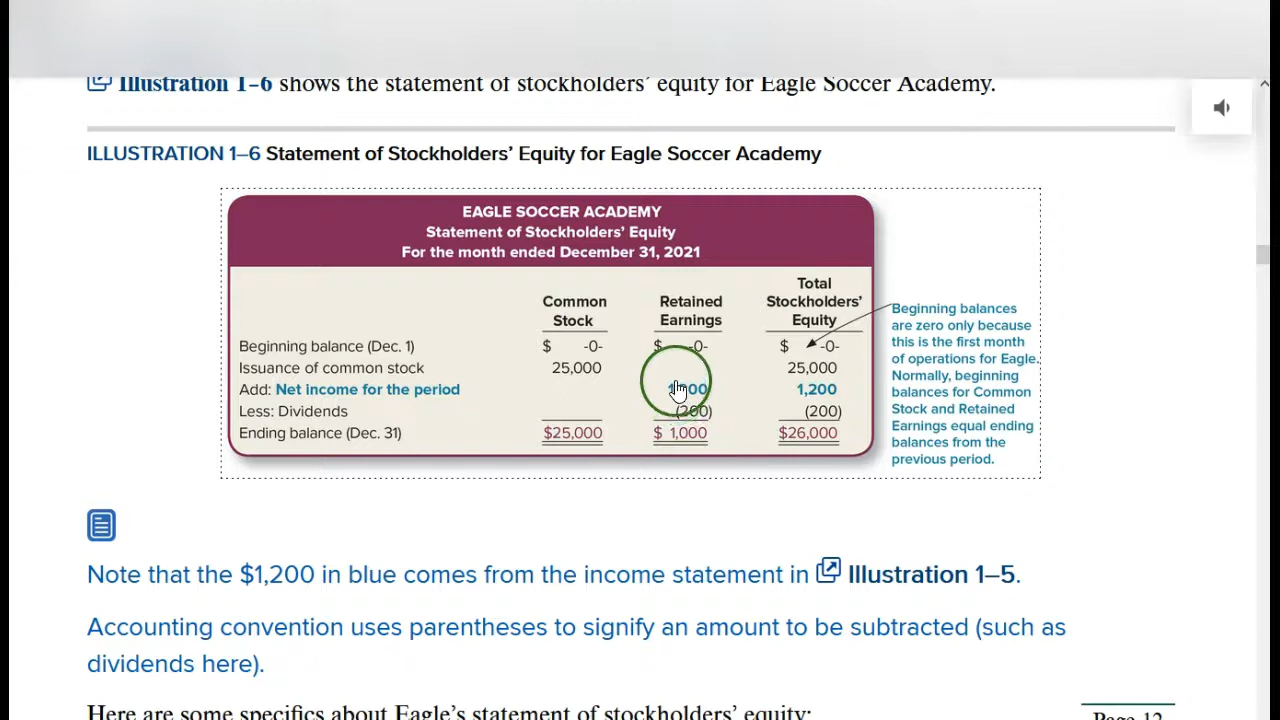 Illustration 1–6 shows the statement of stockholders' equity for Eagle Soccer Academy.
ILLUSTRATION 1–6 Statement of Stockholders' Equity for Eagle Soccer Academy
EAGLE SOCCER ACADEMY
Statement of Stockholders' Equity
For the month ended December 31, 2021
Common Stock Retained Earnings Total Stockholders' Equity
Beginning balance (Dec. 1) $ -0- $ -0- $ -0-
Issuance of common stock 25,000 25,000
Add: Net income for the period 1,200 1,200
Less: Dividends (200) (200)
Ending balance (Dec. 31) $25,000 $ 1,000 $26,000
Beginning balances
are zero only because
this is the first month
of operations for Eagle.
Normally, beginning
balances for Common
Stock and Retained
Earnings equal ending
balances from the
previous period.
Note that the $1,200 in blue comes from the income statement in Illustration 1–5.
Accounting convention uses parentheses to signify an amount to be subtracted (such as
dividends here).
Here are some specifics about Eagle's statement of stockholders' equity:
Page 12